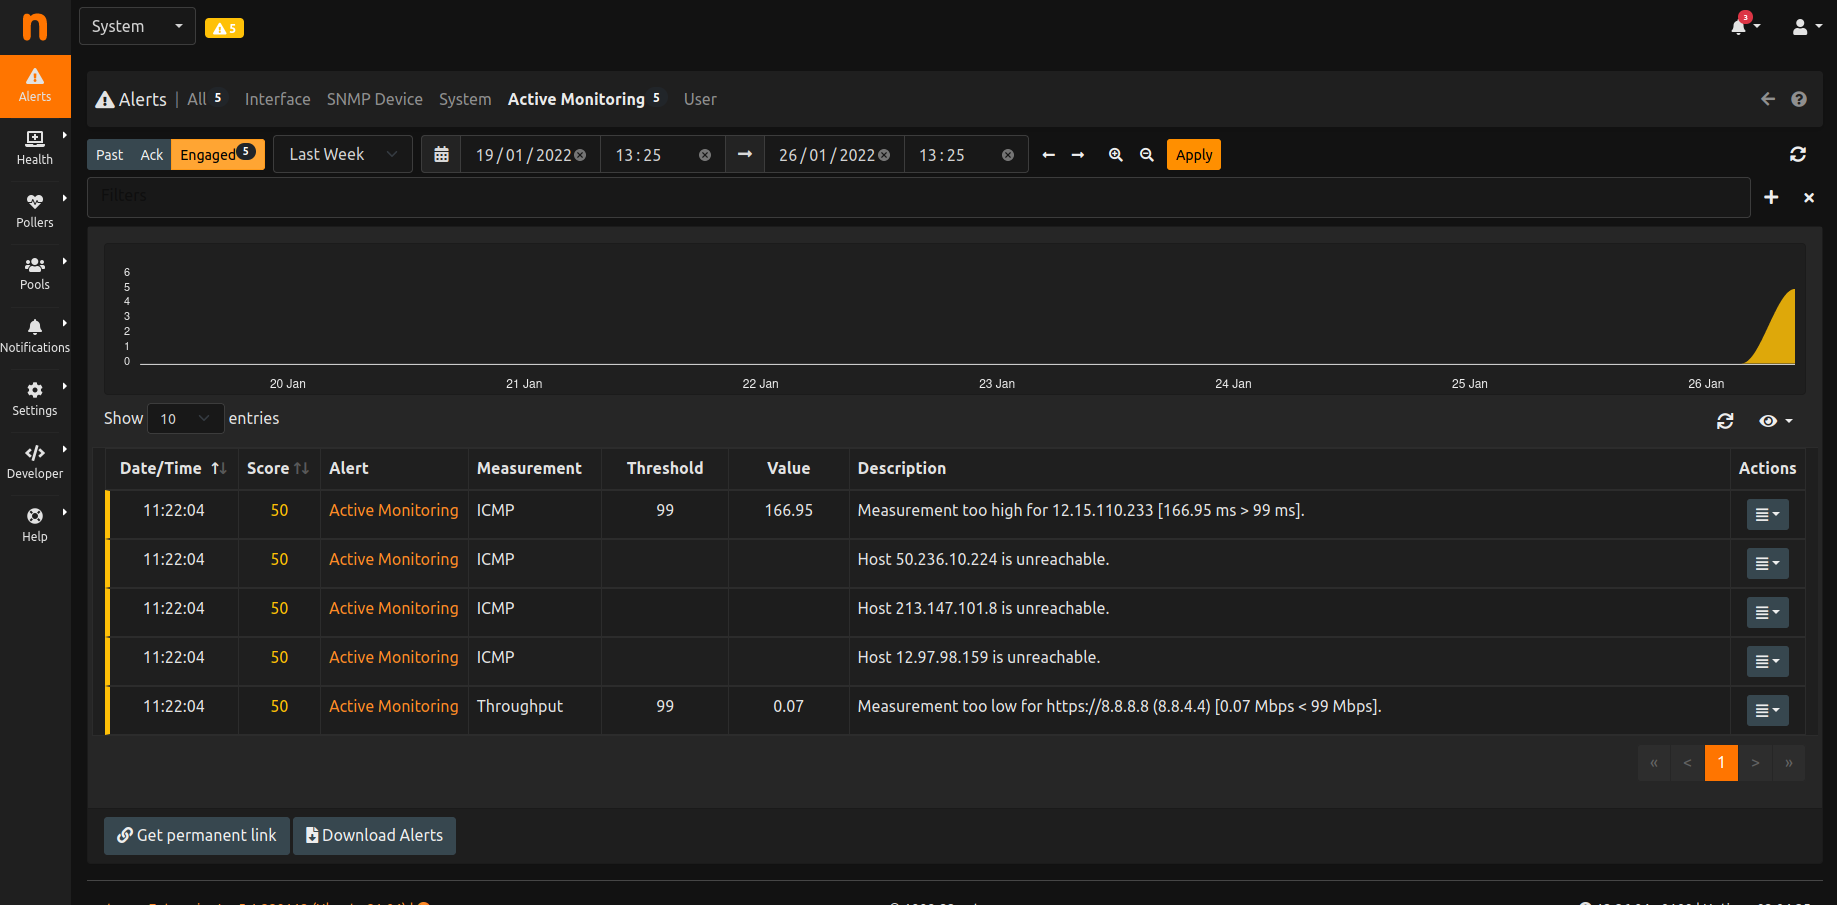 n System 5 3
Alerts | All 5 Interface SNMP Device System Active Monitoring 5 User
Past Ack Engaged 5 Last Week 19/01/2022 13:25 26/01/2022 13:25 Apply
Filters
Alerts
Health
Pollers
Pools
Notifications
Settings
Developer
Help
6
5
4
3
2
1
0
20 Jan 21 Jan 22 Jan 23 Jan 24 Jan 25 Jan 26 Jan
Show 10 entries
Date/Time Score Alert Measurement Threshold Value Description Actions
11:22:04 50 Active Monitoring ICMP 99 166.95 Measurement too high for 12.15.110.233 [166.95 ms > 99 ms].
11:22:04 50 Active Monitoring ICMP Host 50.236.10.224 is unreachable.
11:22:04 50 Active Monitoring ICMP Host 213.147.101.8 is unreachable.
11:22:04 50 Active Monitoring ICMP Host 12.97.98.159 is unreachable.
11:22:04 50 Active Monitoring Throughput 99 0.07 Measurement too low for https://8.8.8.8 (8.8.4.4) [0.07 Mbps < 99 Mbps].
« < 1 > »
Get permanent link Download Alerts